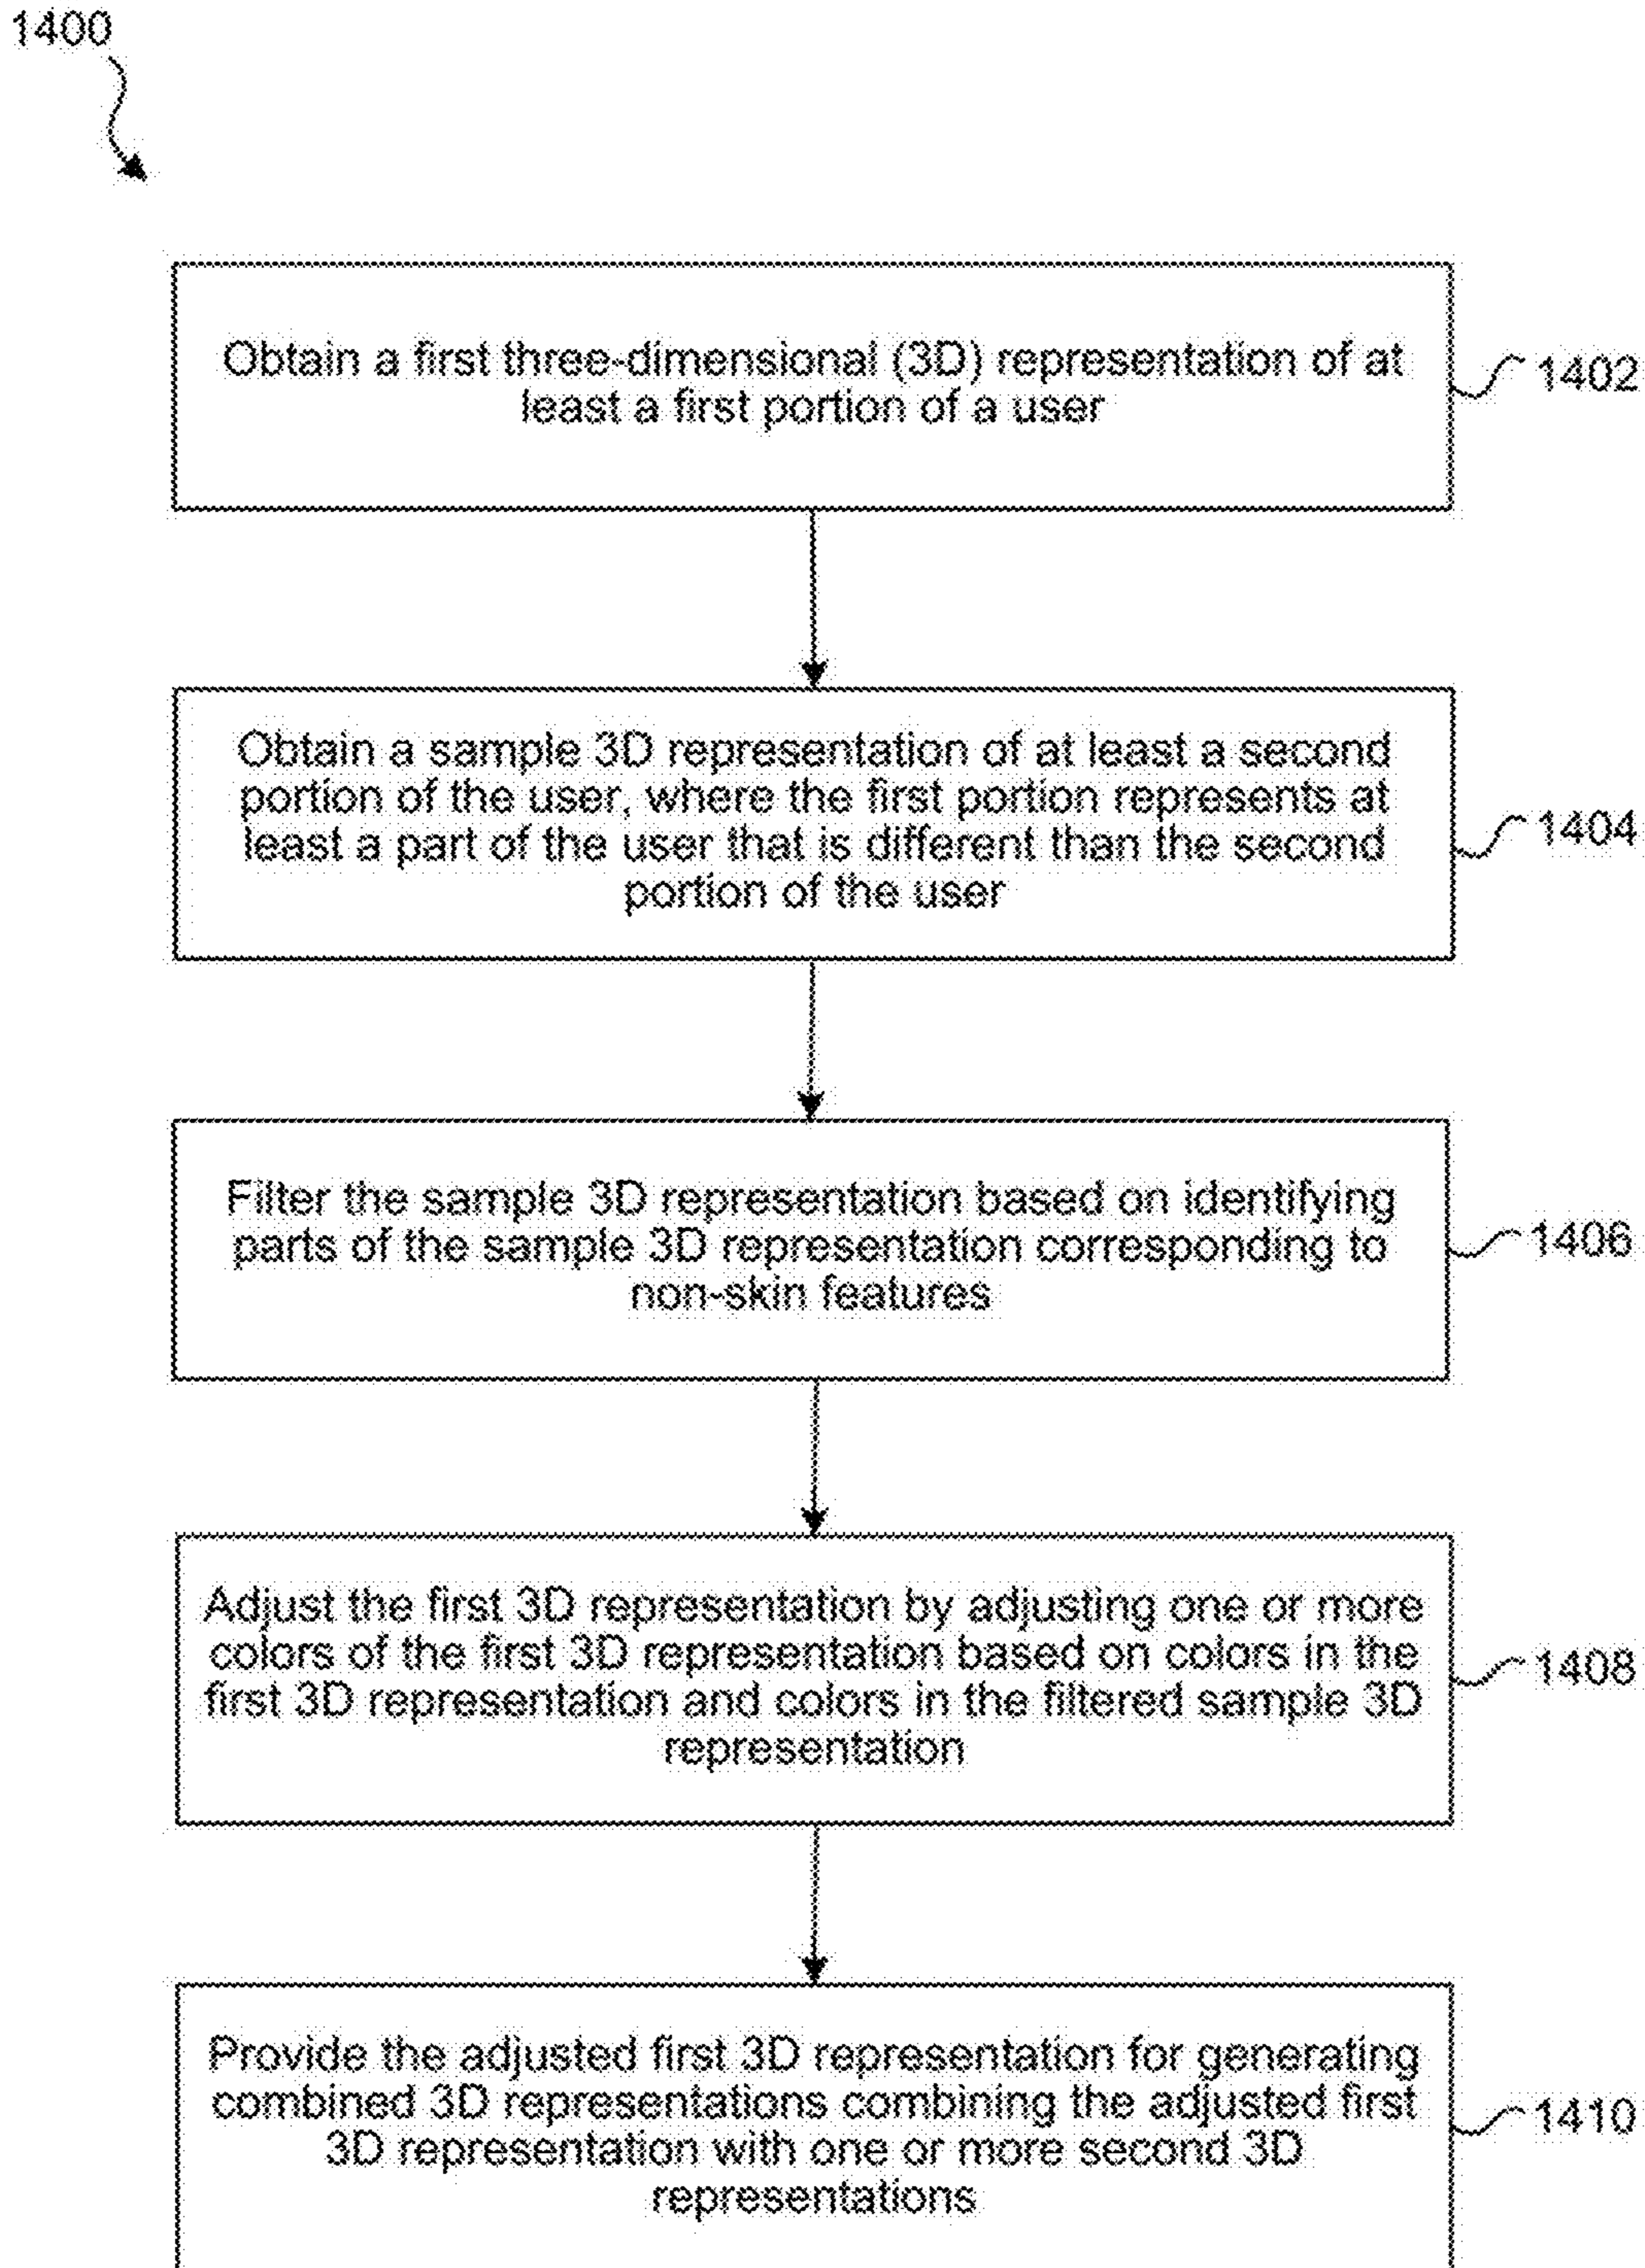 1400
Obtain a first three-dimensional (3D) representation of at
least a first portion of a user
1402
Obtain a sample 3D representation of at least a second
portion of the user, where the first portion represents at
least a part of the user that is different than the second
portion of the user
1404
Filter the sample 3D representation based on identifying
parts of the sample 3D representation corresponding to
non-skin features
1406
Adjust the first 3D representation by adjusting one or more
colors of the first 3D representation based on colors in the
first 3D representation and colors in the filtered sample 3D
representation
1408
Provide the adjusted first 3D representation for generating
combined 3D representations combining the adjusted first
3D representation with one or more second 3D
representations
1410